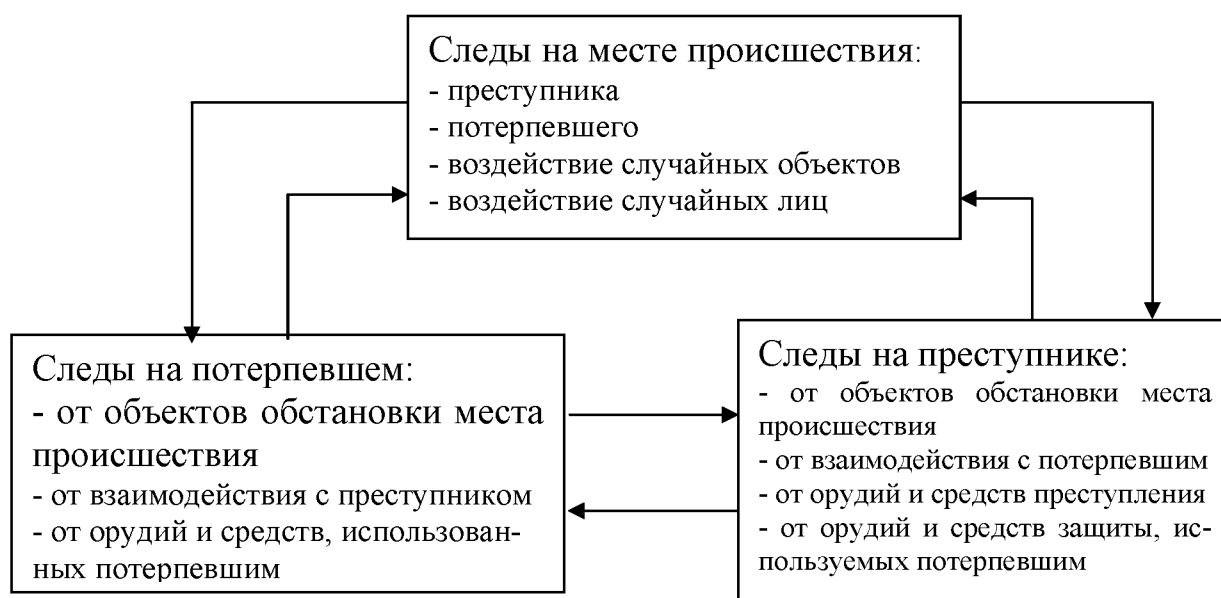 Следы на месте происшествия:
- преступника
- потерпевшего
- воздействие случайных объектов
- воздействие случайных лиц
Следы на потерпевшем:
- от объектов обстановки места
происшествия
- от взаимодействия с преступником
- от орудий и средств, использован-
ных потерпевшим
Следы на преступнике:
- от объектов обстановки места
происшествия
- от взаимодействия с потерпевшим
- от орудий и средств преступления
- от орудий и средств защиты, ис-
пользуемых потерпевшим